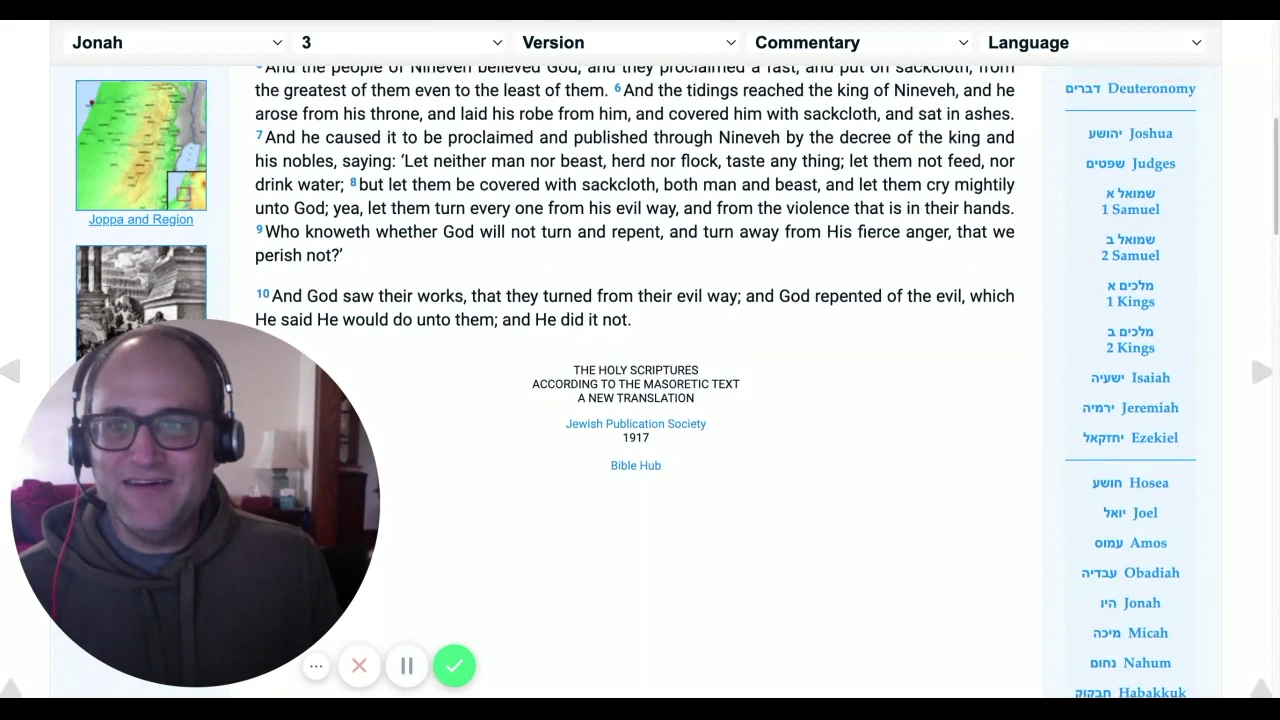 Jonah
3
Version
Commentary
Language
And the people of Nineveh believed God, and they proclaimed a fast, and put on sackcloth, from
the greatest of them even to the least of them. 6 And the tidings reached the king of Nineveh, and he
arose from his throne, and laid his robe from him, and covered him with sackcloth, and sat in ashes.
7 And he caused it to be proclaimed and published through Nineveh by the decree of the king and
his nobles, saying: ‘Let neither man nor beast, herd nor flock, taste any thing; let them not feed, nor
drink water; 8 but let them be covered with sackcloth, both man and beast, and let them cry mightily
unto God; yea, let them turn every one from his evil way, and from the violence that is in their hands.
9 Who knoweth whether God will not turn and repent, and turn away from His fierce anger, that we
perish not?’
10 And God saw their works, that they turned from their evil way; and God repented of the evil, which
He said He would do unto them; and He did it not.
THE HOLY SCRIPTURES
ACCORDING TO THE MASORETIC TEXT
A NEW TRANSLATION
Jewish Publication Society
1917
Bible Hub
Joppa and Region
דברים Deuteronomy
יהושע Joshua
שפטים Judges
שמואל א
1 Samuel
שמואל ב
2 Samuel
מלכים א
1 Kings
מלכים ב
2 Kings
ישעיה Isaiah
ירמיה Jeremiah
יחזקאל Ezekiel
חושע Hosea
יואל Joel
עמוס Amos
עבדיה Obadiah
היו Jonah
מיכה Micah
נחום Nahum
חבקוק Habakkuk